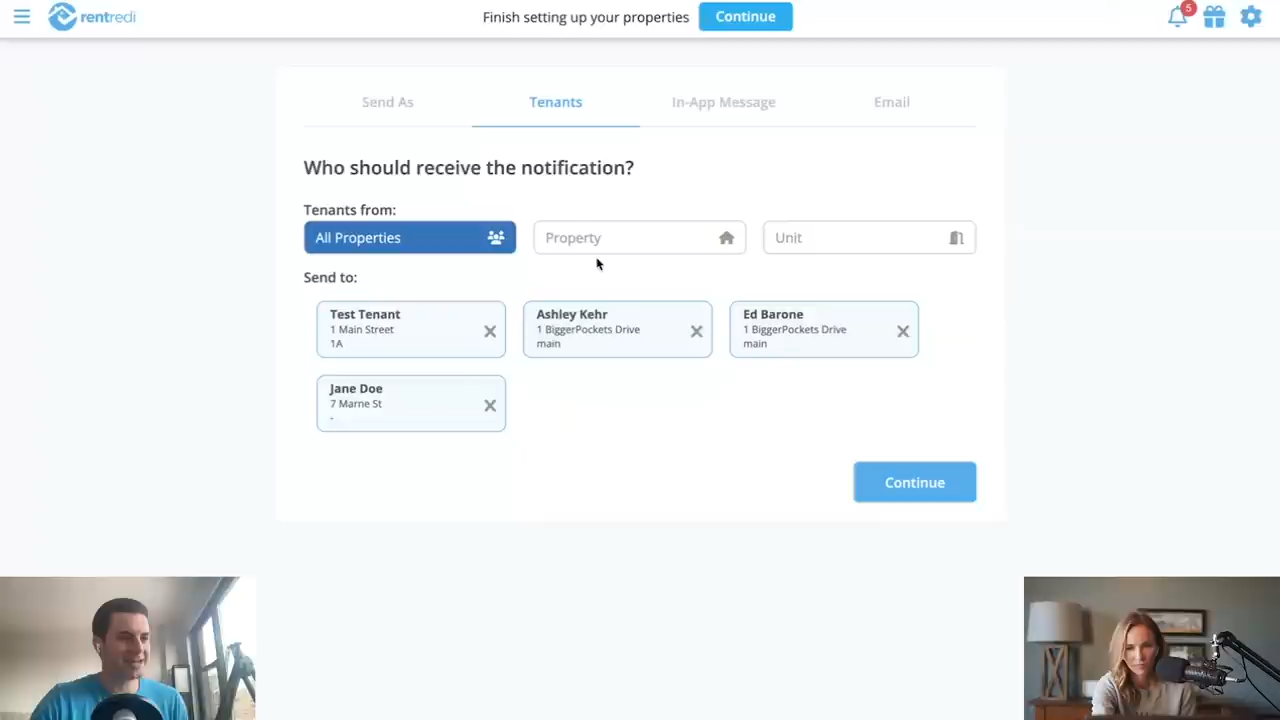 rentredi
Finish setting up your properties
Continue
5
Send As
Tenants
In-App Message
Email
Who should receive the notification?
Tenants from:
All Properties
Property
Unit
Send to:
Test Tenant
1 Main Street
1A
Ashley Kehr
1 BiggerPockets Drive
main
Ed Barone
1 BiggerPockets Drive
main
Jane Doe
7 Marne St
-
Continue